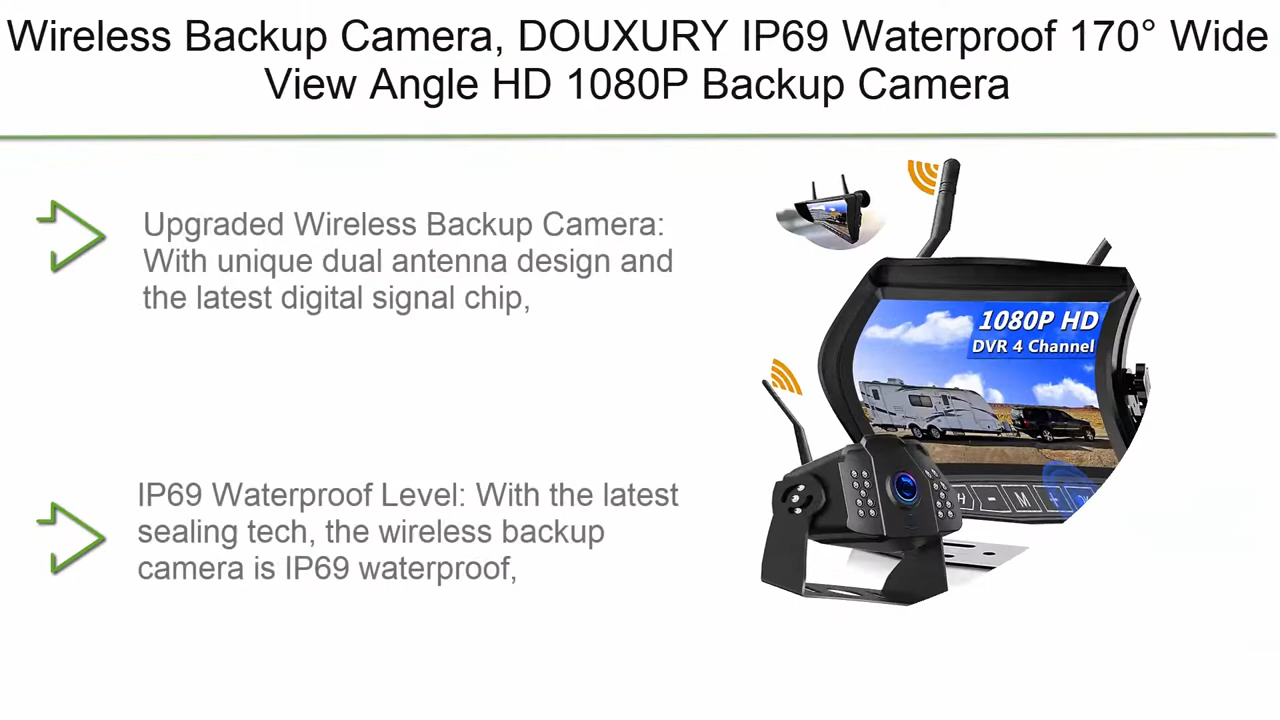 Wireless Backup Camera, DOUXURY IP69 Waterproof 170° Wide
View Angle HD 1080P Backup Camera
Upgraded Wireless Backup Camera:
With unique dual antenna design and
the latest digital signal chip,
1080P HD
DVR 4 Channel
IP69 Waterproof Level: With the latest
sealing tech, the wireless backup
camera is IP69 waterproof,
- M +